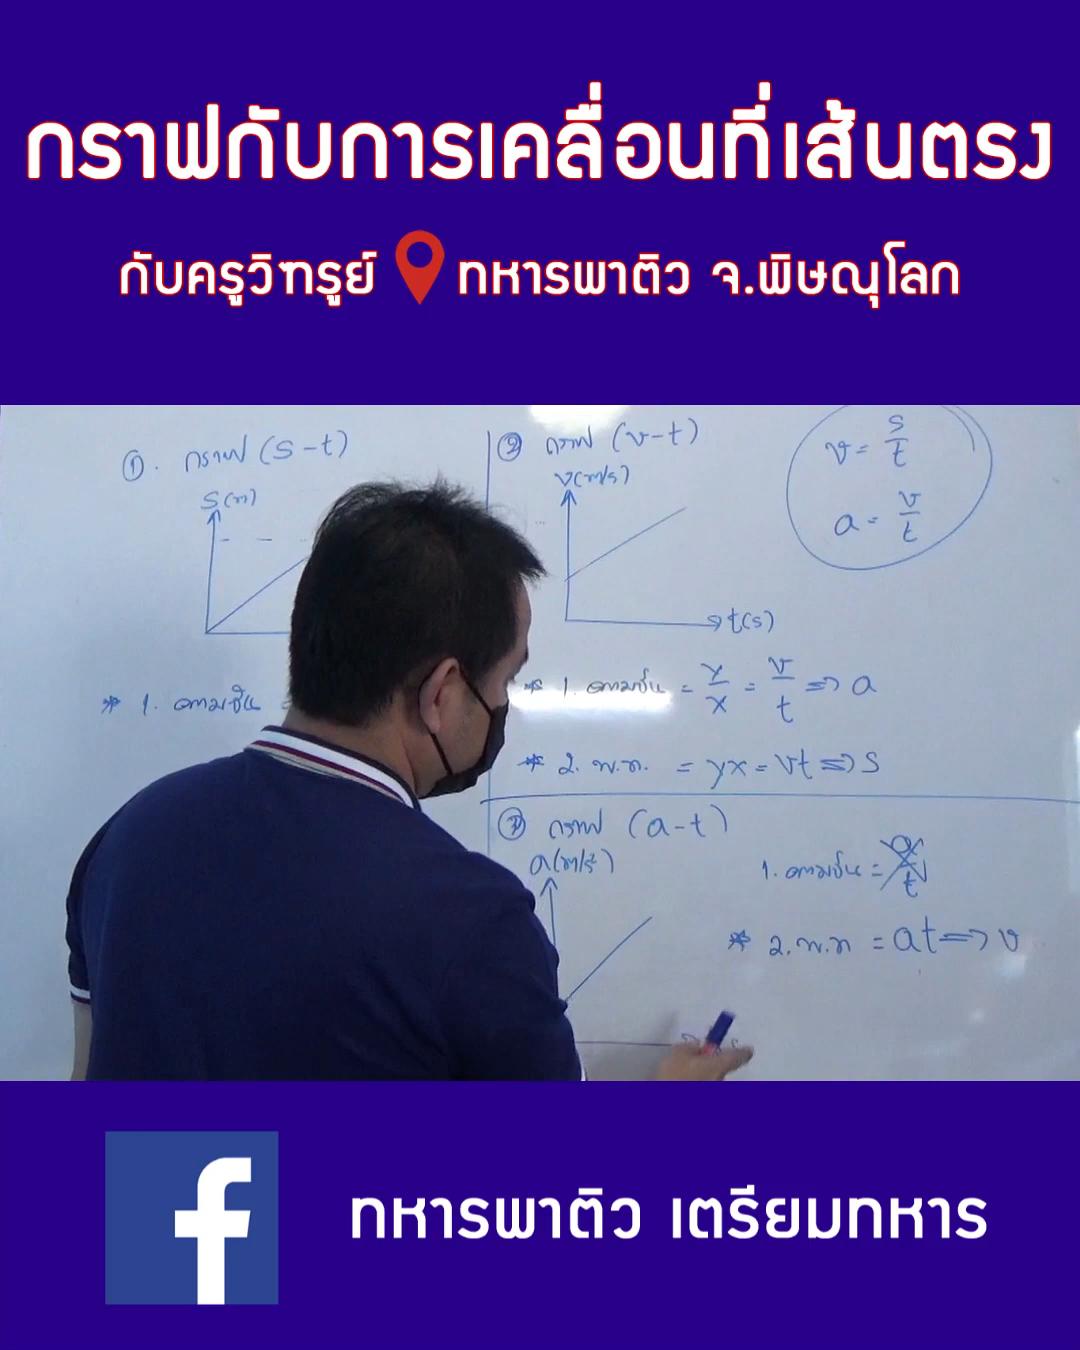 กราฟกับการเคลื่อนที่เส้นตรง
กับครูวิฑูรย์ ทหารพาติว จ.พิษณุโลก
①. กราฟ (s-t)
S(m)
* 1. ความชัน
② กราฟ (v-t)
v(m/s)
t(s)
* 1. ความชัน = y/x = v/t ⇒ a
* 2. พ.ท. = yx = vt ⇒ s
v = s/t
a = v/t
③ กราฟ (a-t)
a(m/s²)
1. ความชัน = a/t
* 2. พ.ท = at ⇒ v
f
ทหารพาติว เตรียมทหาร